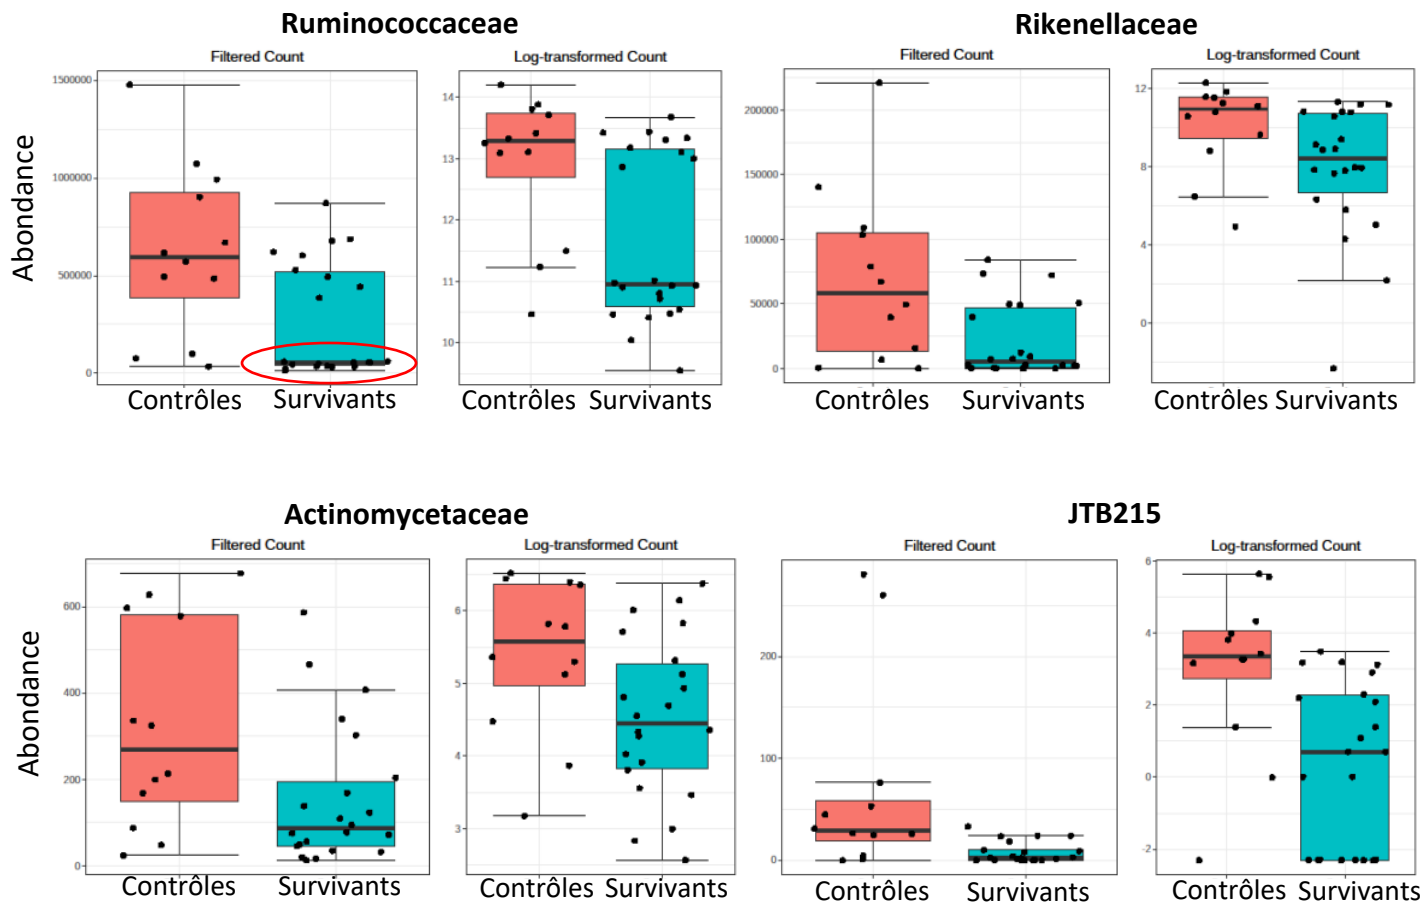 Ruminococcaceae
Filtered Count
Log-transformed Count
Abondance
1500000
1000000
500000
0
14
13
12
11
10
Contrôles
Survivants
Contrôles
Survivants
Rikenellaceae
Filtered Count
Log-transformed Count
200000
150000
100000
50000
0
12
8
4
0
Contrôles
Survivants
Contrôles
Survivants
Actinomycetaceae
Filtered Count
Log-transformed Count
Abondance
600
400
200
0
6
5
4
3
Contrôles
Survivants
Contrôles
Survivants
JTB215
Filtered Count
Log-transformed Count
200
100
0
6
4
2
0
-2
Contrôles
Survivants
Contrôles
Survivants